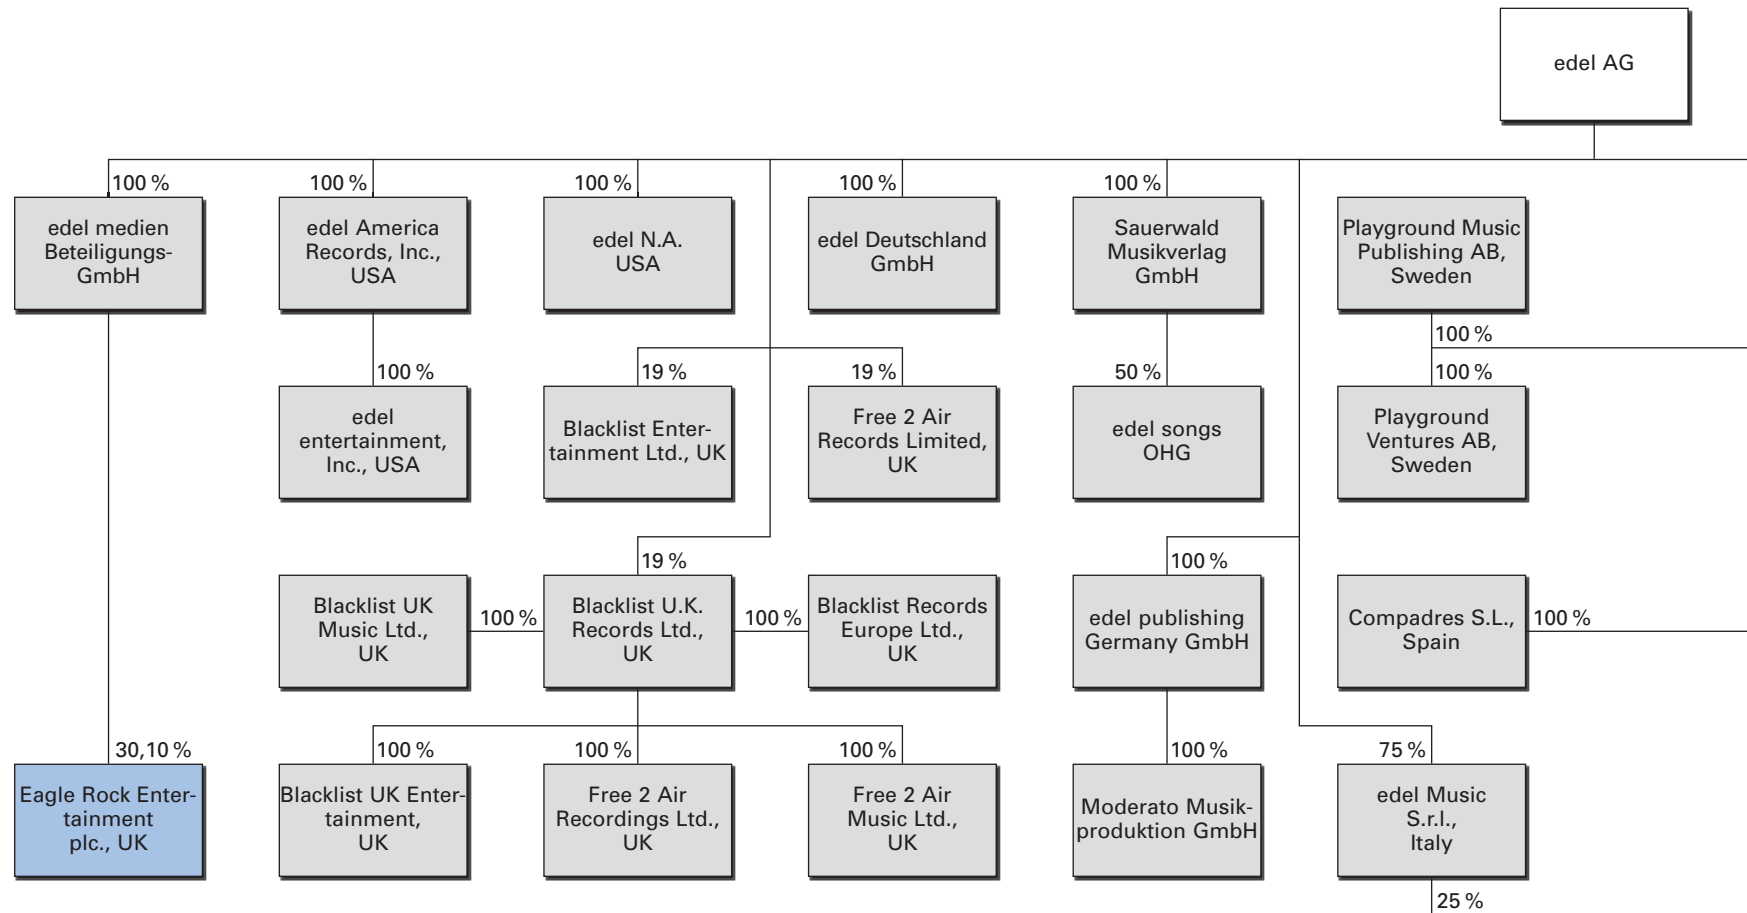 edel AG
100 %
100 %
100 %
100 %
100 %
edel medien
Beteiligungs-
GmbH
edel America
Records, Inc.,
USA
edel N.A.
USA
edel Deutschland
GmbH
Sauerwald
Musikverlag
GmbH
Playground Music
Publishing AB,
Sweden
100 %
100 %
19 %
19 %
50 %
100 %
edel
entertainment,
Inc., USA
Blacklist Enter-
tainment Ltd., UK
Free 2 Air
Records Limited,
UK
edel songs
OHG
Playground
Ventures AB,
Sweden
19 %
100 %
Blacklist UK
Music Ltd.,
UK
100 %
Blacklist U.K.
Records Ltd.,
UK
100 %
Blacklist Records
Europe Ltd.,
UK
edel publishing
Germany GmbH
Compadres S.L.,
Spain
100 %
30,10 %
100 %
100 %
100 %
100 %
75 %
Eagle Rock Enter-
tainment
plc., UK
Blacklist UK Enter-
tainment,
UK
Free 2 Air
Recordings Ltd.,
UK
Free 2 Air
Music Ltd.,
UK
Moderato Musik-
produktion GmbH
edel Music
S.r.l.,
Italy
25 %